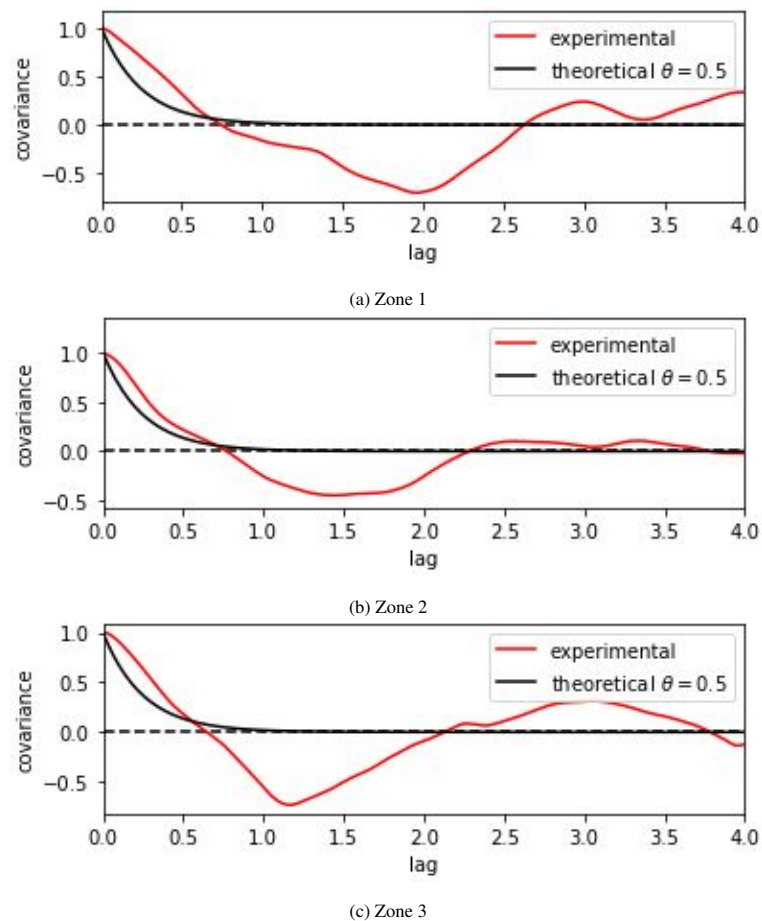 1.0
0.5
0.0
−0.5
covariance
experimental
theoretical θ = 0.5
0.0 0.5 1.0 1.5 2.0 2.5 3.0 3.5 4.0
lag
(a) Zone 1
1.0
0.5
0.0
−0.5
covariance
experimental
theoretical θ = 0.5
0.0 0.5 1.0 1.5 2.0 2.5 3.0 3.5 4.0
lag
(b) Zone 2
1.0
0.5
0.0
−0.5
covariance
experimental
theoretical θ = 0.5
0.0 0.5 1.0 1.5 2.0 2.5 3.0 3.5 4.0
lag
(c) Zone 3